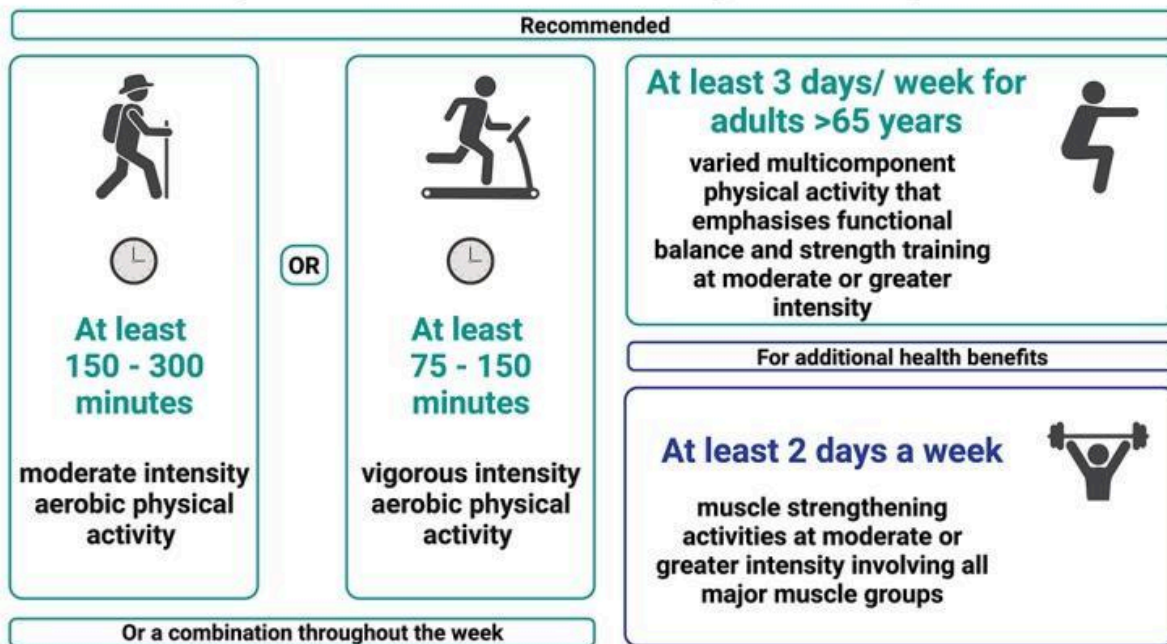 Recommended
At least
150 - 300
minutes
moderate intensity
aerobic physical
activity
OR
At least
75 - 150
minutes
vigorous intensity
aerobic physical
activity
Or a combination throughout the week
At least 3 days/ week for
adults >65 years
varied multicomponent
physical activity that
emphasises functional
balance and strength training
at moderate or greater
intensity
For additional health benefits
At least 2 days a week
muscle strengthening
activities at moderate or
greater intensity involving all
major muscle groups